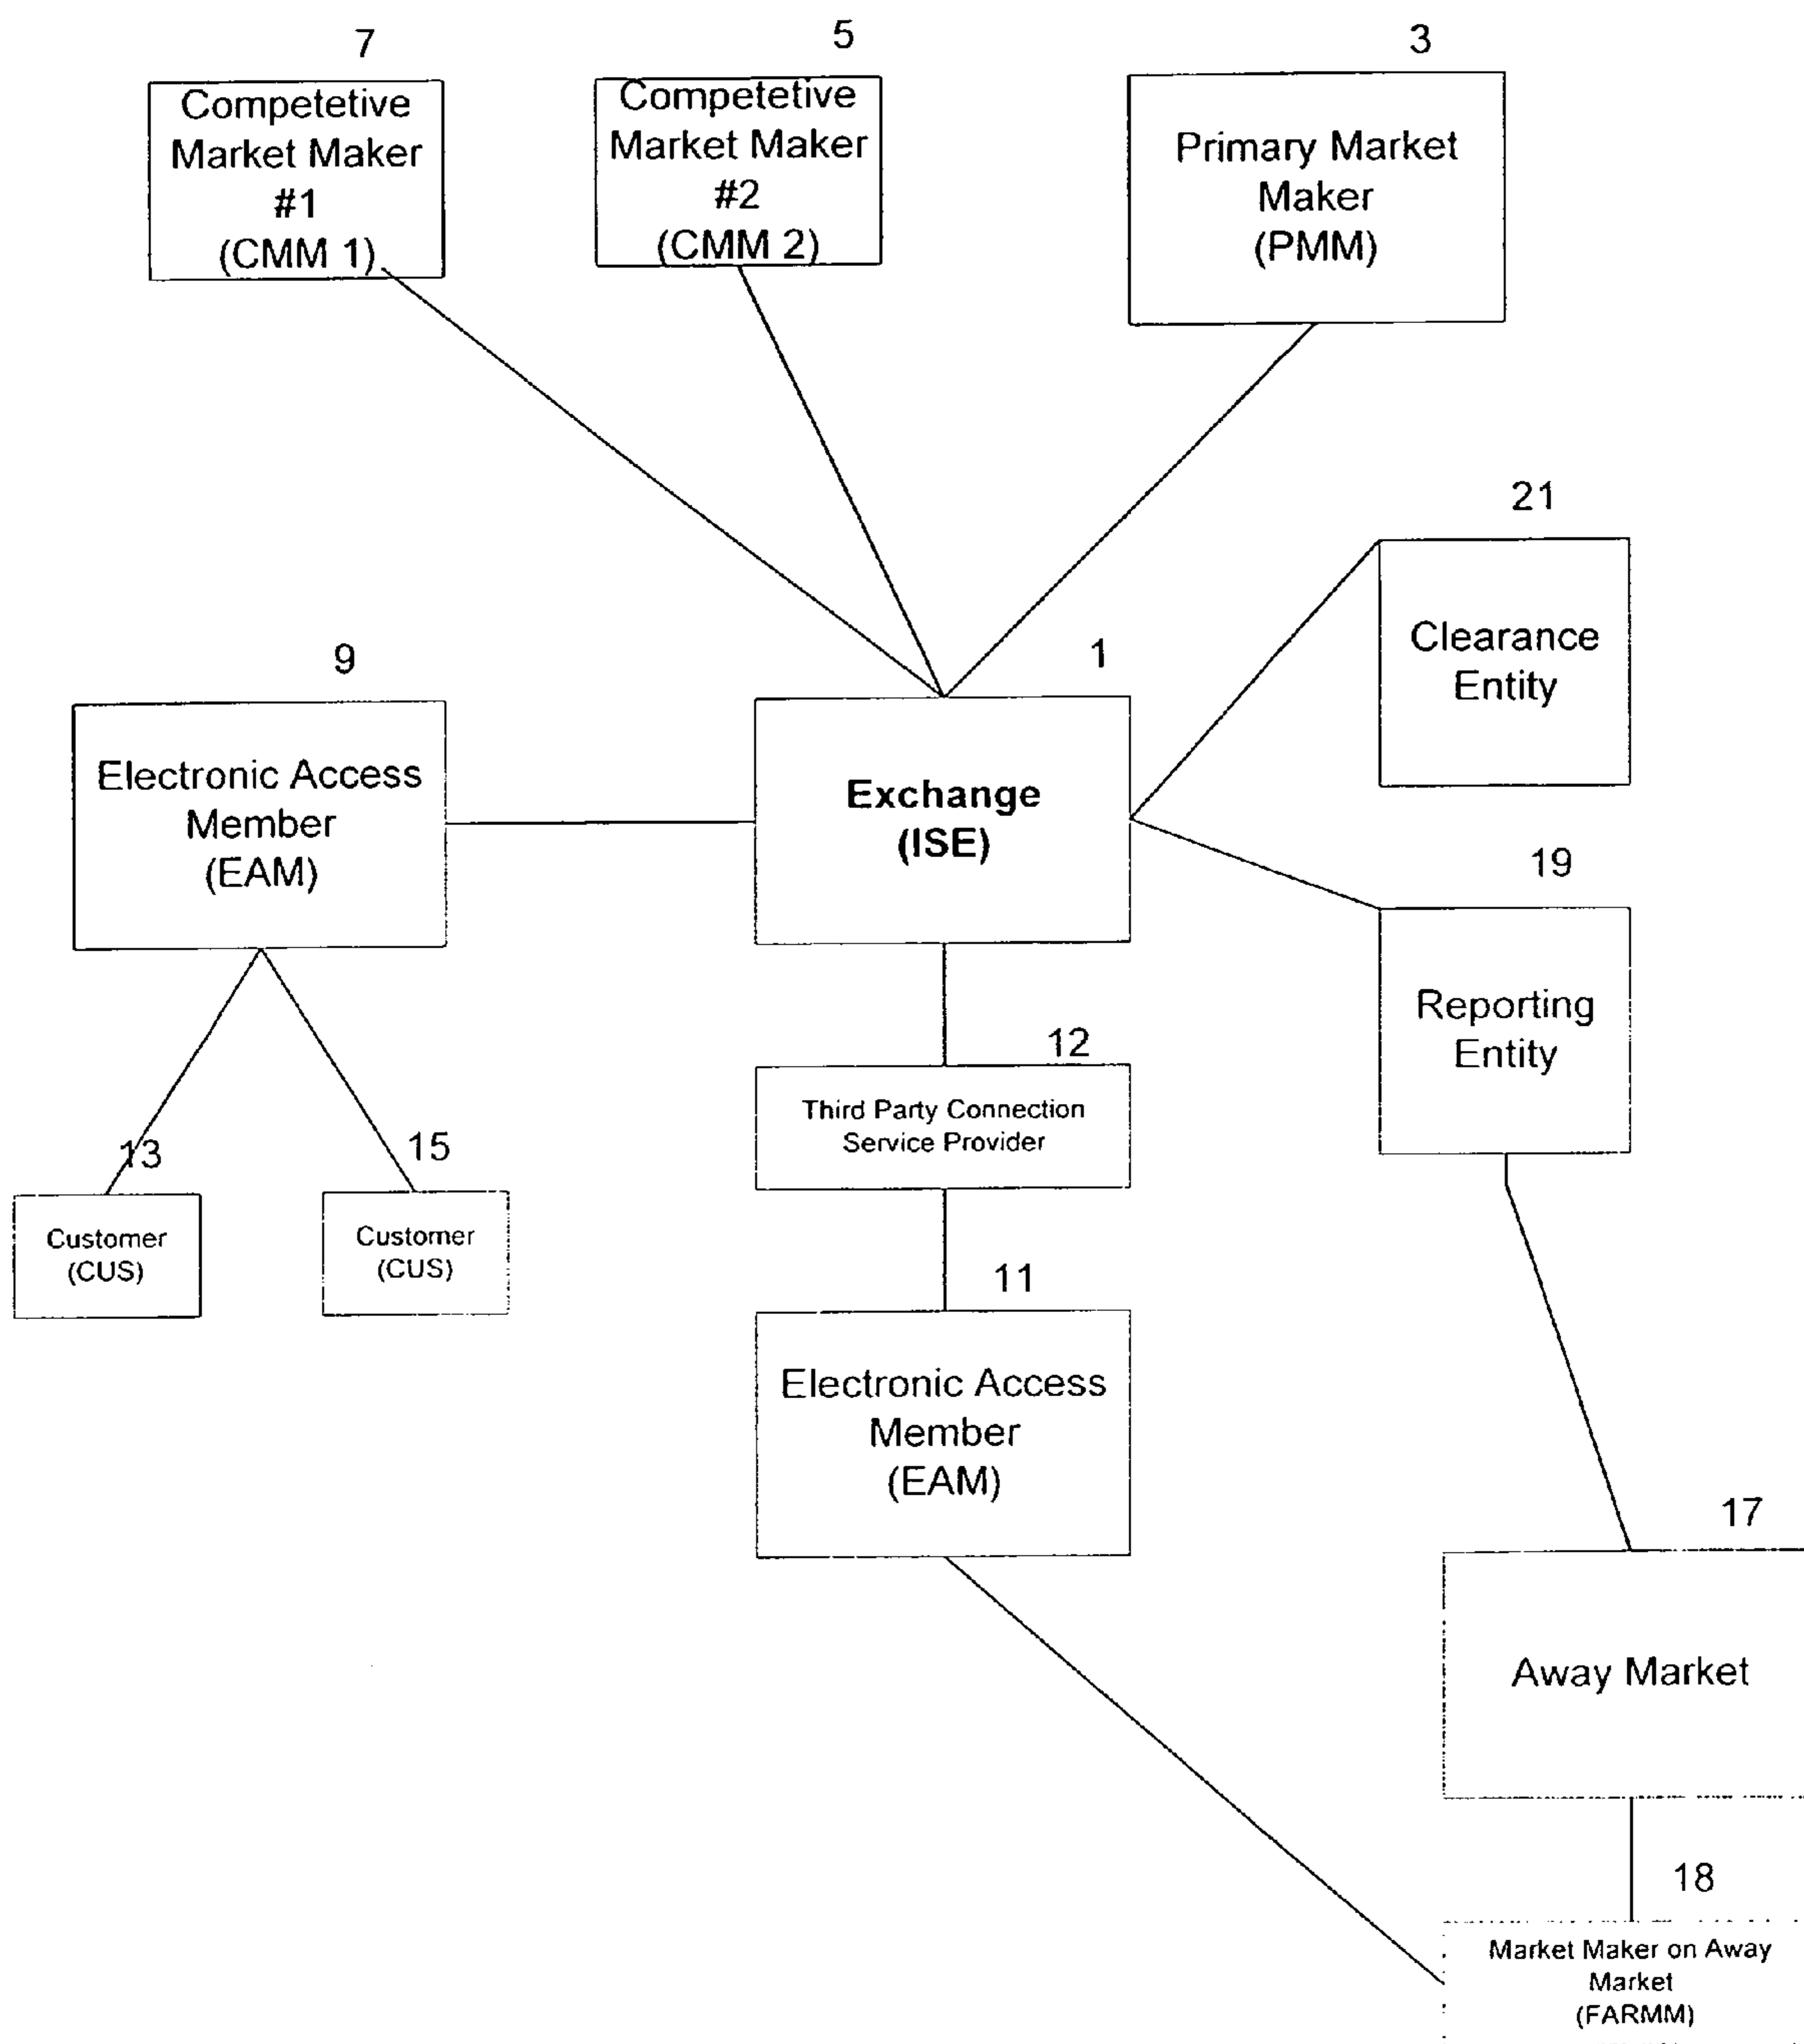 7
5
3
Competetive
Market Maker
#1
(CMM 1)
Competetive
Market Maker
#2
(CMM 2)
Primary Market
Maker
(PMM)
21
Clearance
Entity
9
1
Electronic Access
Member
(EAM)
Exchange
(ISE)
19
Reporting
Entity
12
Third Party Connection
Service Provider
13
15
Customer
(CUS)
Customer
(CUS)
11
Electronic Access
Member
(EAM)
17
Away Market
18
Market Maker on Away
Market
(FARMM)